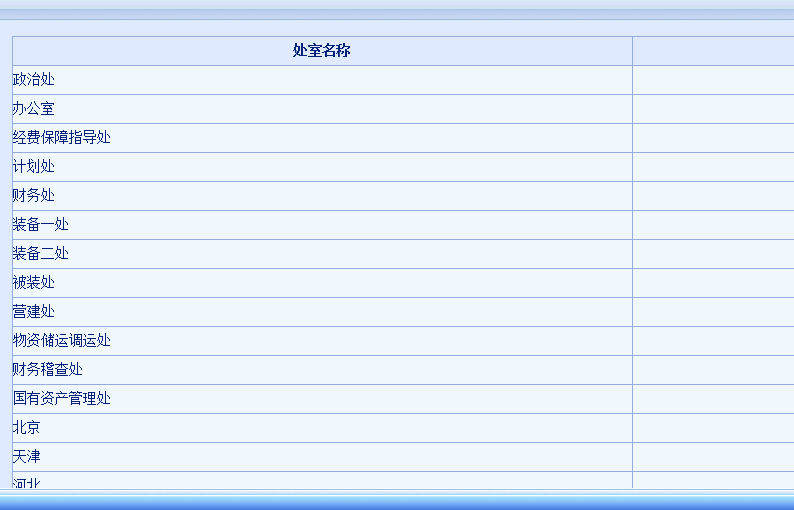 处室名称
政治处
办公室
经费保障指导处
计划处
财务处
装备一处
装备二处
被装处
营建处
物资储运调运处
财务稽查处
国有资产管理处
北京
天津
河北